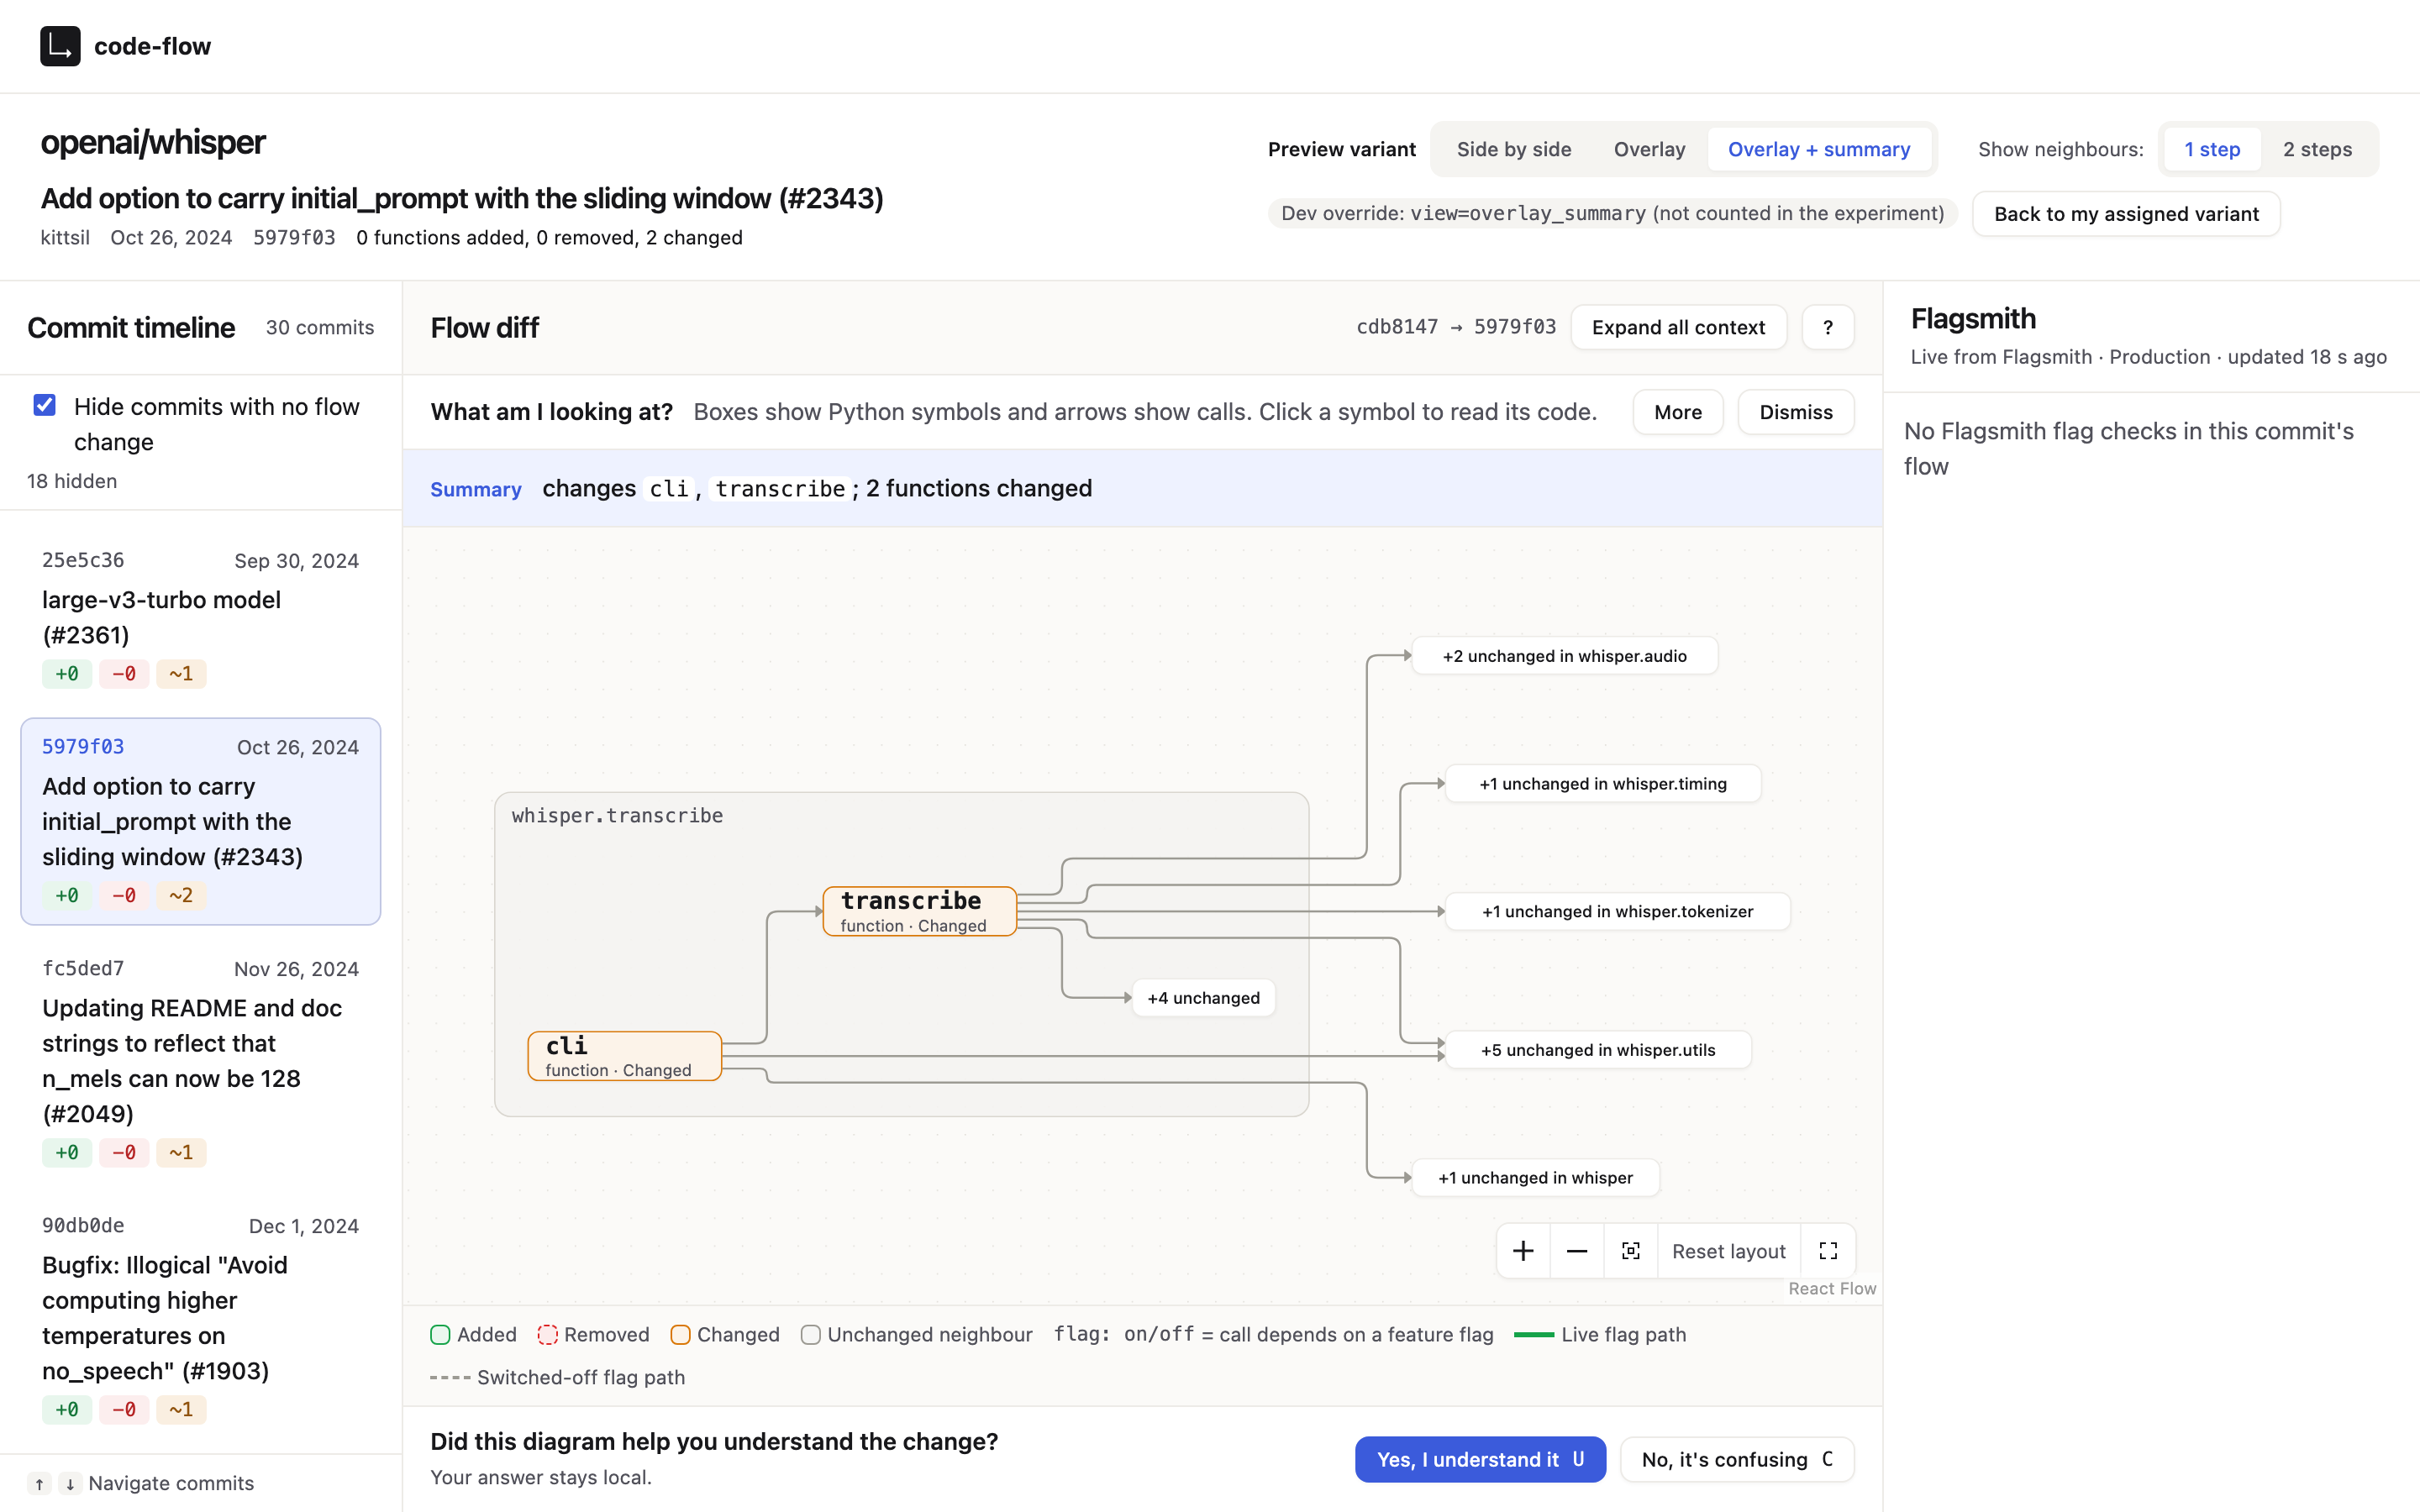 code-flow
openai/whisper
Add option to carry initial_prompt with the sliding window (#2343)
kittsil Oct 26, 2024 5979f03 0 functions added, 0 removed, 2 changed
Preview variant Side by side Overlay Overlay + summary Show neighbours: 1 step 2 steps
Dev override: view=overlay_summary (not counted in the experiment) Back to my assigned variant
Commit timeline 30 commits
Hide commits with no flow
change
18 hidden
25e5c36 Sep 30, 2024
large-v3-turbo model
(#2361)
+0 −0 ~1
5979f03 Oct 26, 2024
Add option to carry
initial_prompt with the
sliding window (#2343)
+0 −0 ~2
fc5ded7 Nov 26, 2024
Updating README and doc
strings to reflect that
n_mels can now be 128
(#2049)
+0 −0 ~1
90db0de Dec 1, 2024
Bugfix: Illogical "Avoid
computing higher
temperatures on
no_speech" (#1903)
+0 −0 ~1
↑ ↓ Navigate commits
Flow diff cdb8147 → 5979f03 Expand all context ?
What am I looking at? Boxes show Python symbols and arrows show calls. Click a symbol to read its code. More Dismiss
Summary changes cli, transcribe; 2 functions changed
+2 unchanged in whisper.audio
+1 unchanged in whisper.timing
whisper.transcribe
transcribe
function · Changed
+1 unchanged in whisper.tokenizer
+4 unchanged
cli
function · Changed
+5 unchanged in whisper.utils
+1 unchanged in whisper
Reset layout
React Flow
Added Removed Changed Unchanged neighbour flag: on/off = call depends on a feature flag Live flag path
Switched-off flag path
Did this diagram help you understand the change?
Your answer stays local.
Yes, I understand it U No, it's confusing C
Flagsmith
Live from Flagsmith · Production · updated 18 s ago
No Flagsmith flag checks in this commit's
flow